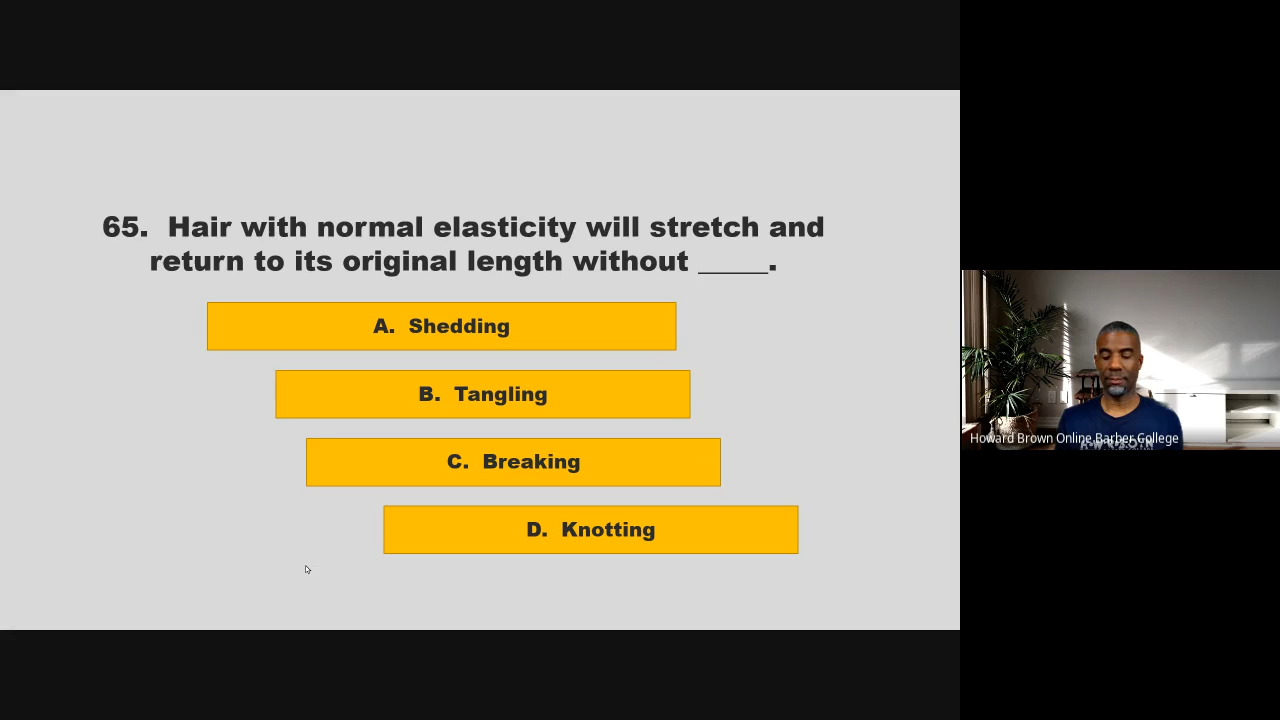 65. Hair with normal elasticity will stretch and
return to its original length without _____.
A. Shedding
B. Tangling
C. Breaking
D. Knotting
Howard Brown Online Barber College